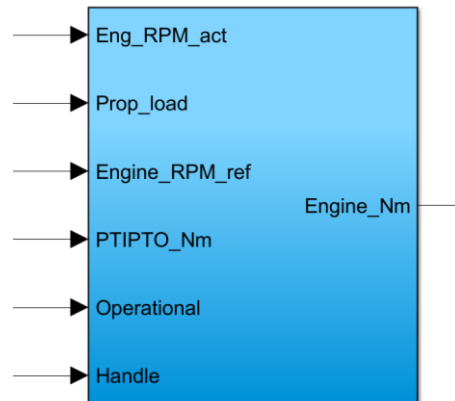 Eng_RPM_act
Prop_load
Engine_RPM_ref
Engine_Nm
PTIPTO_Nm
Operational
Handle